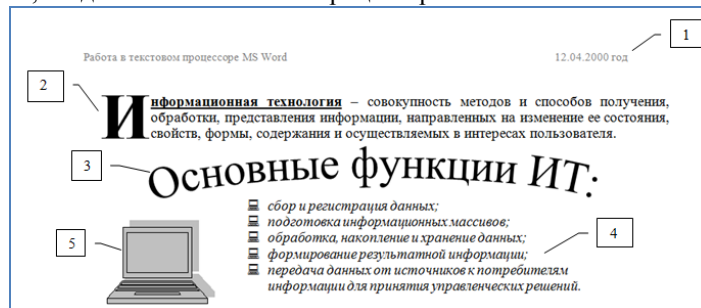 1
Работа в текстовом процессоре MS Word 12.04.2000 год
2
Информационная технология – совокупность методов и способов получения,
обработки, представления информации, направленных на изменение ее состояния,
свойств, формы, содержания и осуществляемых в интересах пользователя.
3
Основные функции ИТ:
сбор и регистрация данных;
подготовка информационных массивов;
обработка, накопление и хранение данных;
4
5
формирование результатной информации;
передача данных от источников к потребителям
информации для принятия управленческих решений.